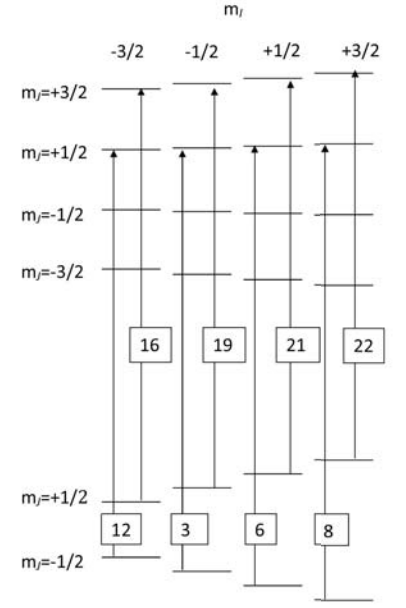 m_I
-3/2 -1/2 +1/2 +3/2
m_J=+3/2
m_J=+1/2
m_J=-1/2
m_J=-3/2
16 19 21 22
m_J=+1/2
12 3 6 8
m_J=-1/2